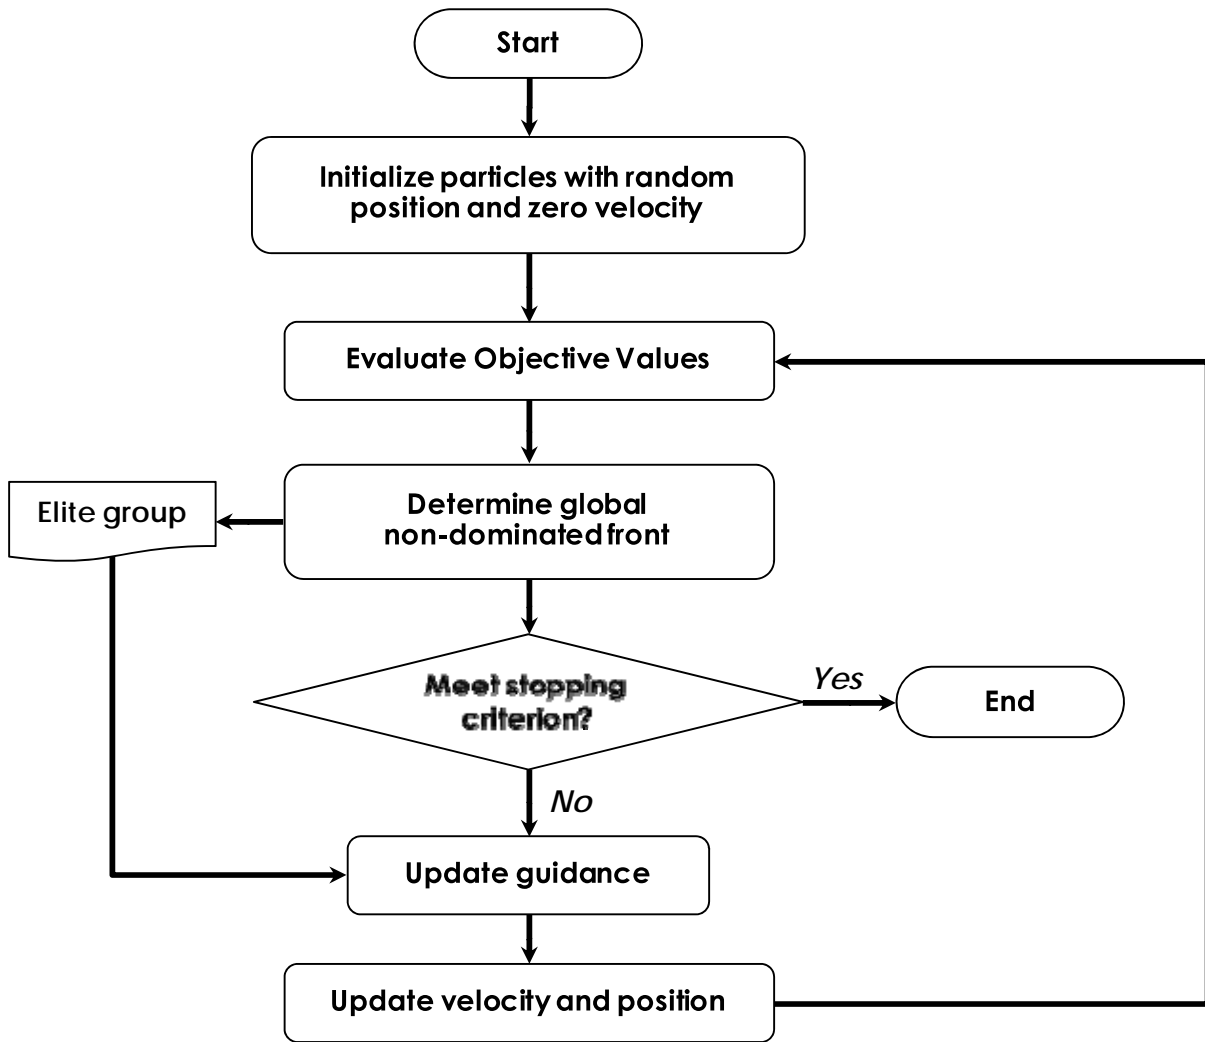 Start
Initialize particles with random
position and zero velocity
Evaluate Objective Values
Determine global
non-dominated front
Elite group
Meet stopping
criterion?
Yes
End
No
Update guidance
Update velocity and position